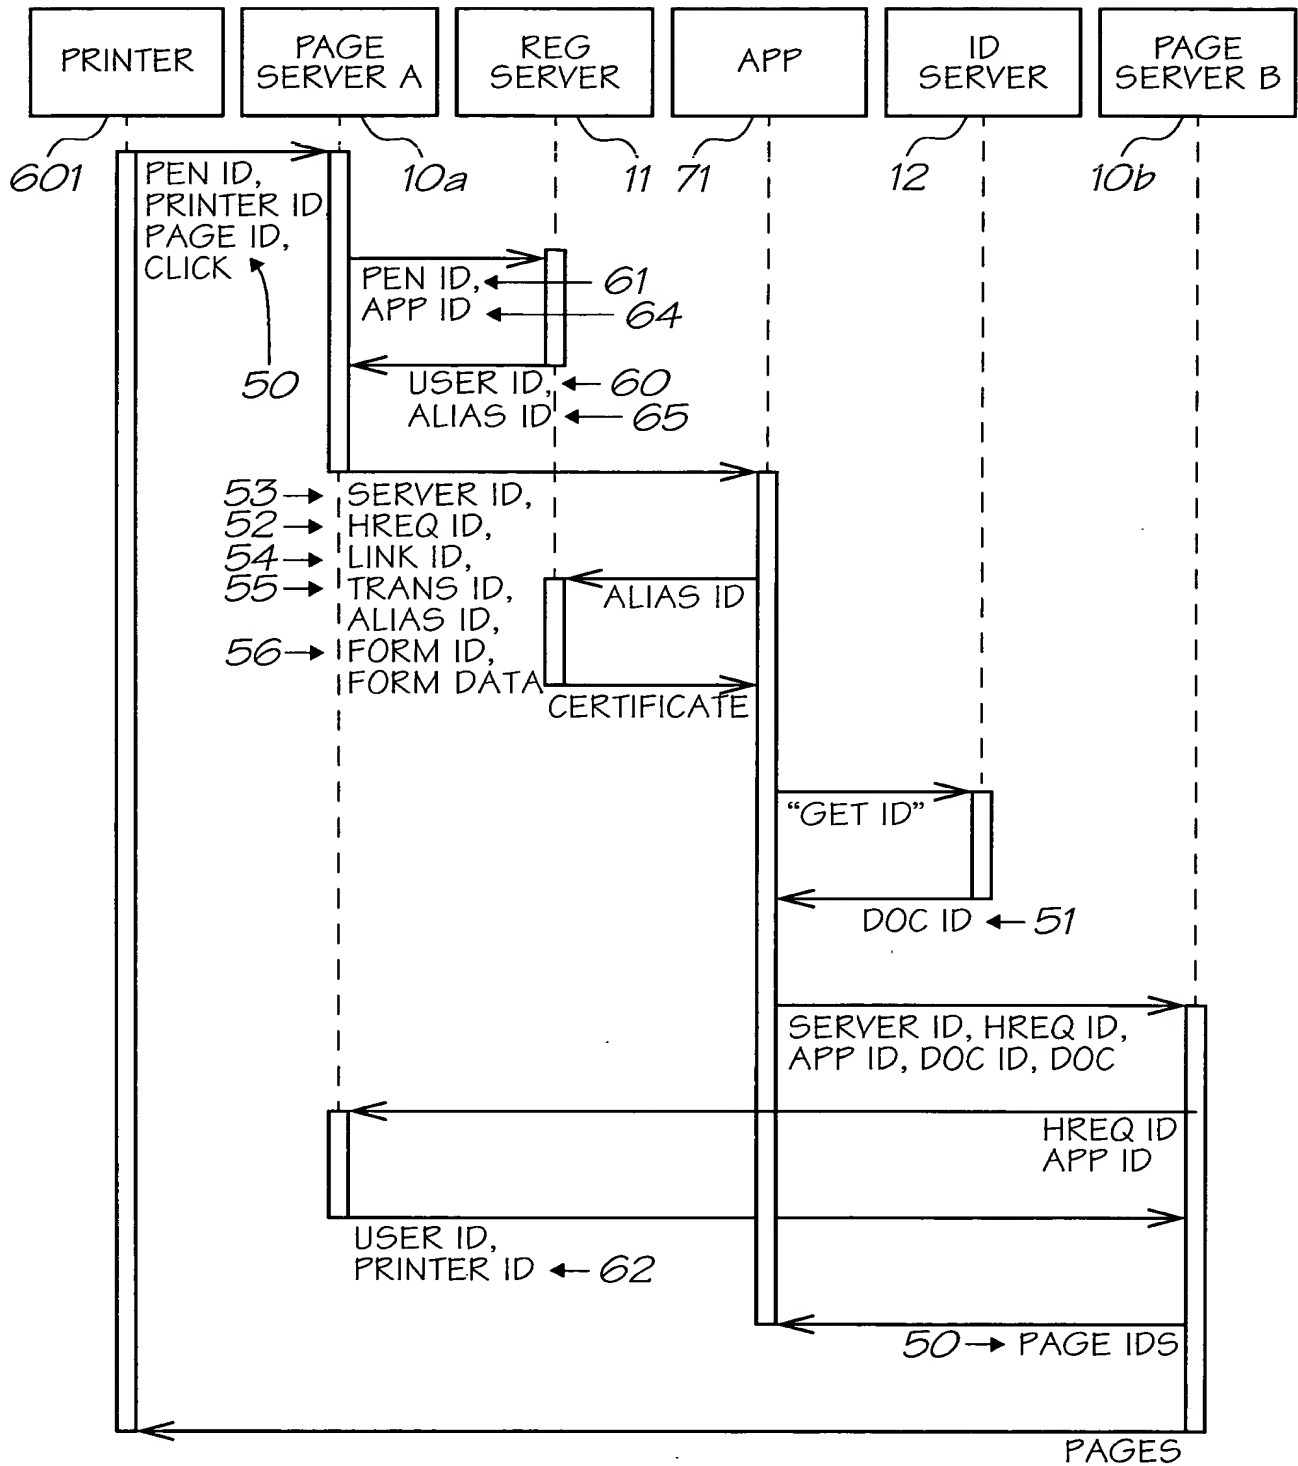 PRINTER
PAGE
SERVER A
REG
SERVER
APP
ID
SERVER
PAGE
SERVER B
601
10a
11
71
12
10b
PEN ID,
PRINTER ID
PAGE ID,
CLICK
50
PEN ID, 61
APP ID 64
USER ID, 60
ALIAS ID 65
53 SERVER ID,
52 HREQ ID,
54 LINK ID,
55 TRANS ID,
ALIAS ID,
56 FORM ID,
FORM DATA
ALIAS ID
CERTIFICATE
“GET ID”
DOC ID 51
SERVER ID, HREQ ID,
APP ID, DOC ID, DOC
HREQ ID
APP ID
USER ID,
PRINTER ID 62
50 PAGE IDS
PAGES